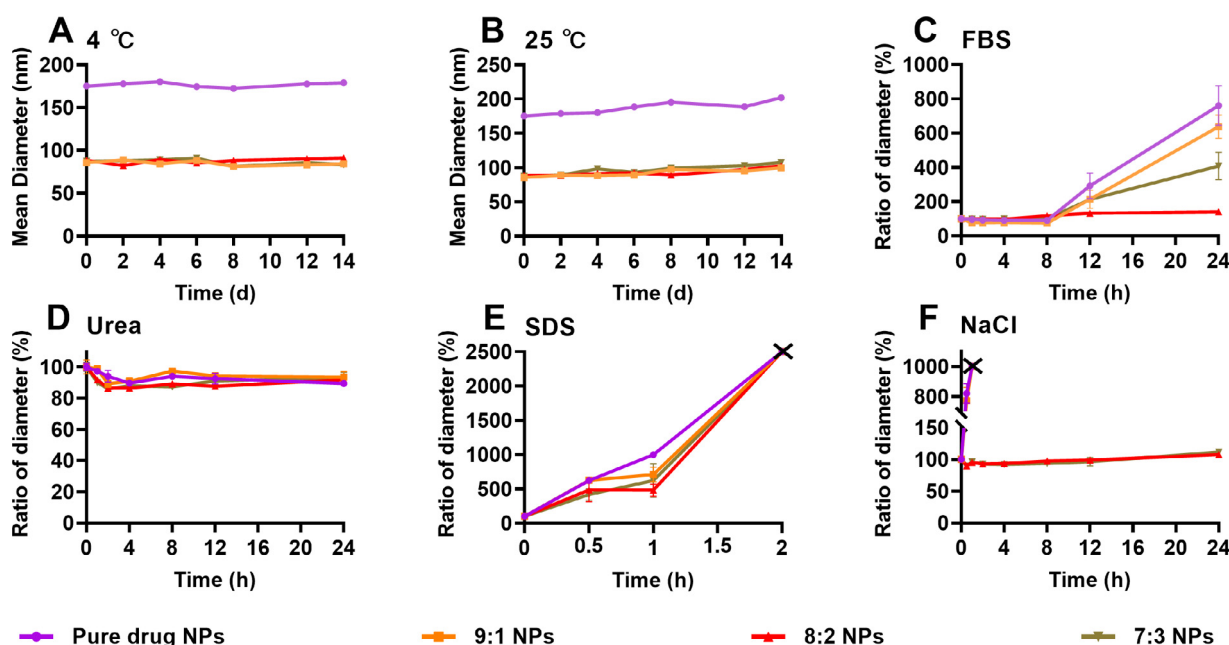 A 4 ℃
Mean Diameter (nm)
200
150
100
50
0
0 2 4 6 8 10 12 14
Time (d)
B 25 ℃
Mean Diameter (nm)
250
200
150
100
50
0
0 2 4 6 8 10 12 14
Time (d)
C FBS
Ratio of diameter (%)
1000
800
600
400
200
0
0 4 8 12 16 20 24
Time (h)
D Urea
Ratio of diameter (%)
100
80
60
40
20
0
0 4 8 12 16 20 24
Time (h)
E SDS
Ratio of diameter (%)
2500
2000
1500
1000
500
0
0 0.5 1 1.5 2
Time (h)
F NaCl
Ratio of diameter (%)
1000
800
150
100
50
0
0 4 8 12 16 20 24
Time (h)
Pure drug NPs 9:1 NPs 8:2 NPs 7:3 NPs